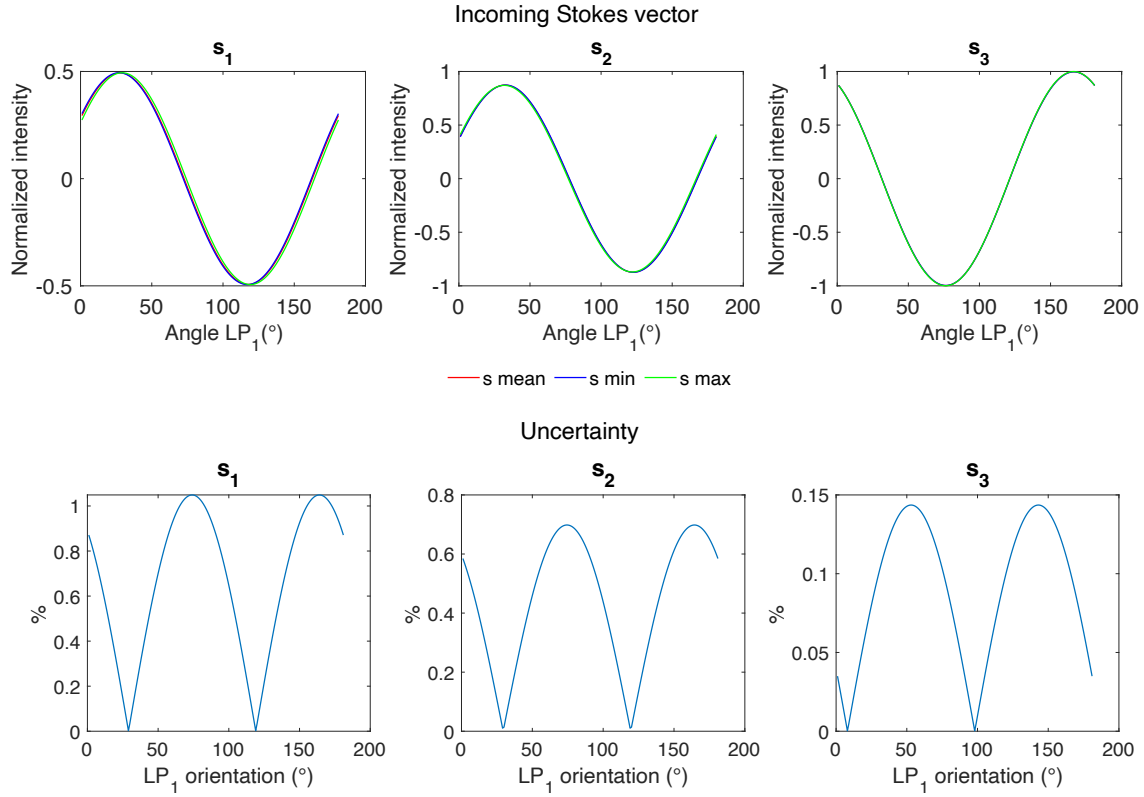 Incoming Stokes vector
s1 s2 s3
Normalized intensity
0.5
0
-0.5
0 50 100 150 200
Angle LP1(°)
Normalized intensity
1
0.5
0
-0.5
-1
0 50 100 150 200
Angle LP1(°)
Normalized intensity
1
0.5
0
-0.5
-1
0 50 100 150 200
Angle LP1(°)
s mean s min s max
Uncertainty
s1 s2 s3
%
1
0.8
0.6
0.4
0.2
0
0 50 100 150 200
LP1 orientation (°)
%
0.8
0.6
0.4
0.2
0
0 50 100 150 200
LP1 orientation (°)
%
0.15
0.1
0.05
0
0 50 100 150 200
LP1 orientation (°)